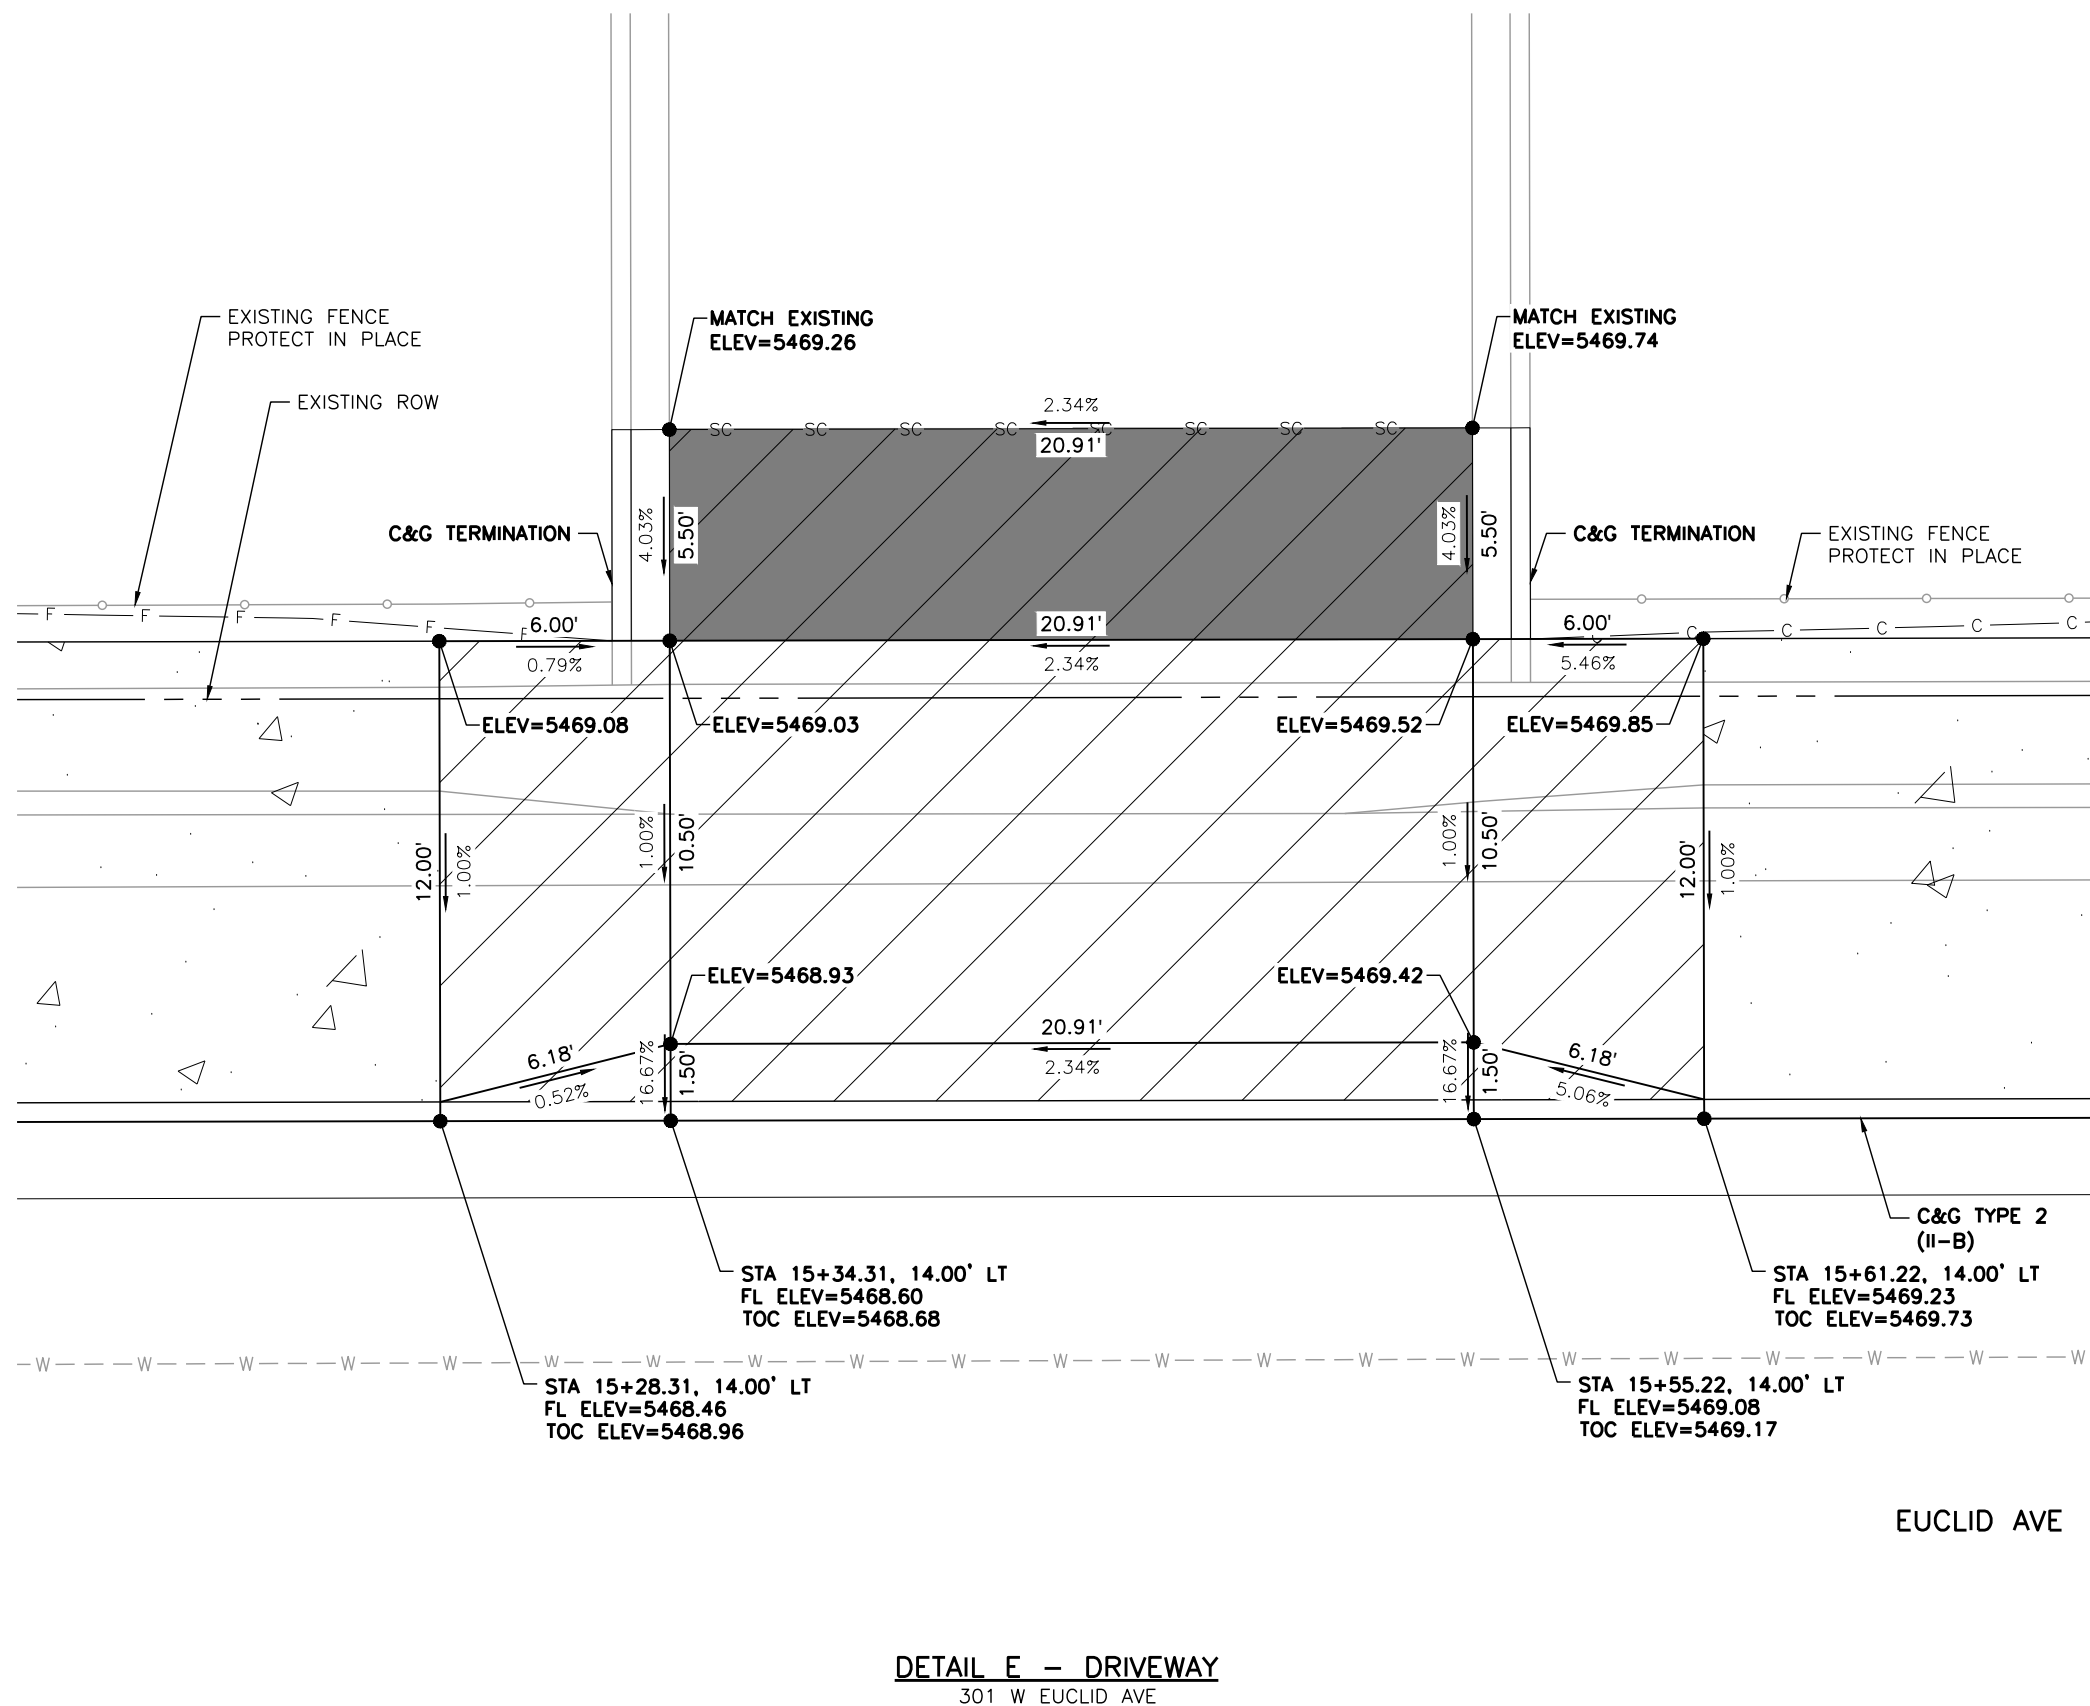 EXISTING FENCE
PROTECT IN PLACE
EXISTING ROW
MATCH EXISTING
ELEV=5469.26
MATCH EXISTING
ELEV=5469.74
2.34%
SC SC SC SC SC SC SC SC
20.91'
C&G TERMINATION
4.03%
5.50'
4.03%
5.50'
C&G TERMINATION
EXISTING FENCE
PROTECT IN PLACE
F F F F F F
6.00'
0.79%
20.91'
2.34%
6.00'
5.46%
C C C C C C
ELEV=5469.08
ELEV=5469.03
ELEV=5469.52
ELEV=5469.85
12.00'
1.00%
1.00%
10.50'
1.00%
10.50'
12.00'
1.00%
ELEV=5468.93
ELEV=5469.42
6.18'
0.52%
16.67%
1.50'
20.91'
2.34%
16.67%
1.50'
6.18'
5.06%
C&G TYPE 2
(II-B)
STA 15+34.31, 14.00' LT
FL ELEV=5468.60
TOC ELEV=5468.68
STA 15+61.22, 14.00' LT
FL ELEV=5469.23
TOC ELEV=5469.73
W W W W W W W W W W W W W W W W W W W W W
STA 15+28.31, 14.00' LT
FL ELEV=5468.46
TOC ELEV=5468.96
STA 15+55.22, 14.00' LT
FL ELEV=5469.08
TOC ELEV=5469.17
EUCLID AVE
DETAIL E - DRIVEWAY
301 W EUCLID AVE